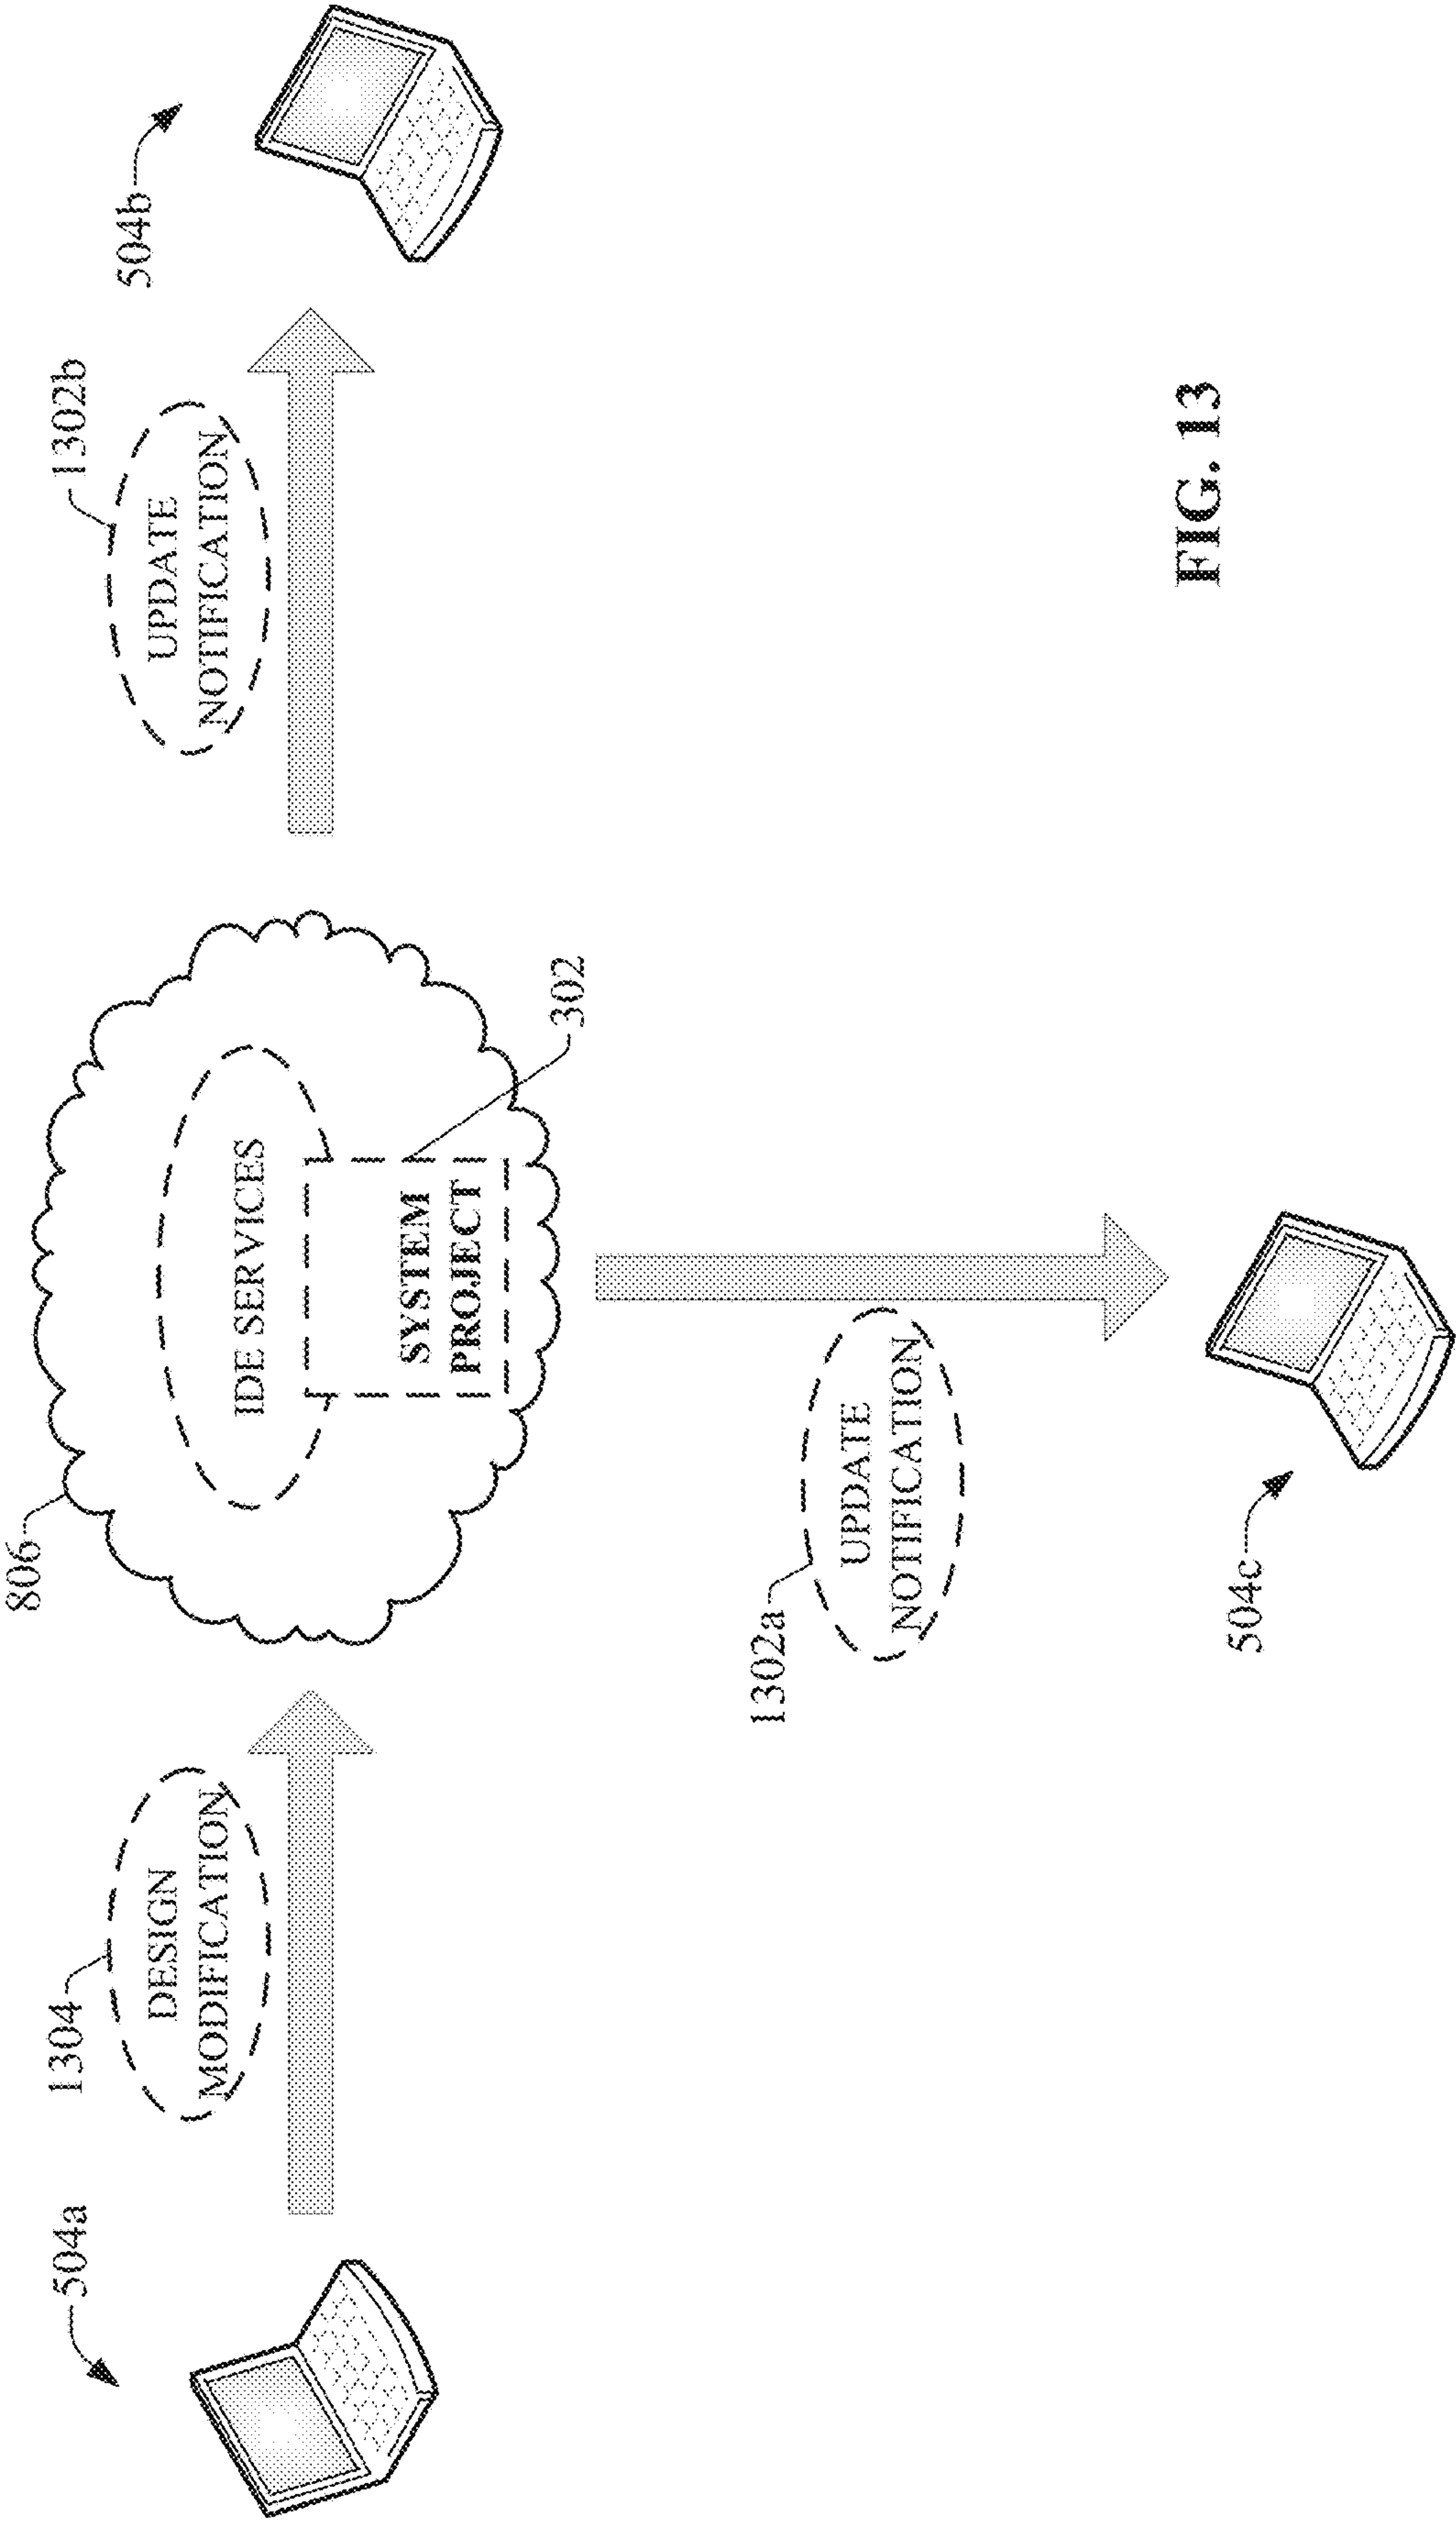 806
504a
1304
DESIGN
MODIFICATION
IDE SERVICES
SYSTEM
PROJECT
302
1302b
UPDATE
NOTIFICATION
504b
1302a
UPDATE
NOTIFICATION
504c
FIG. 13